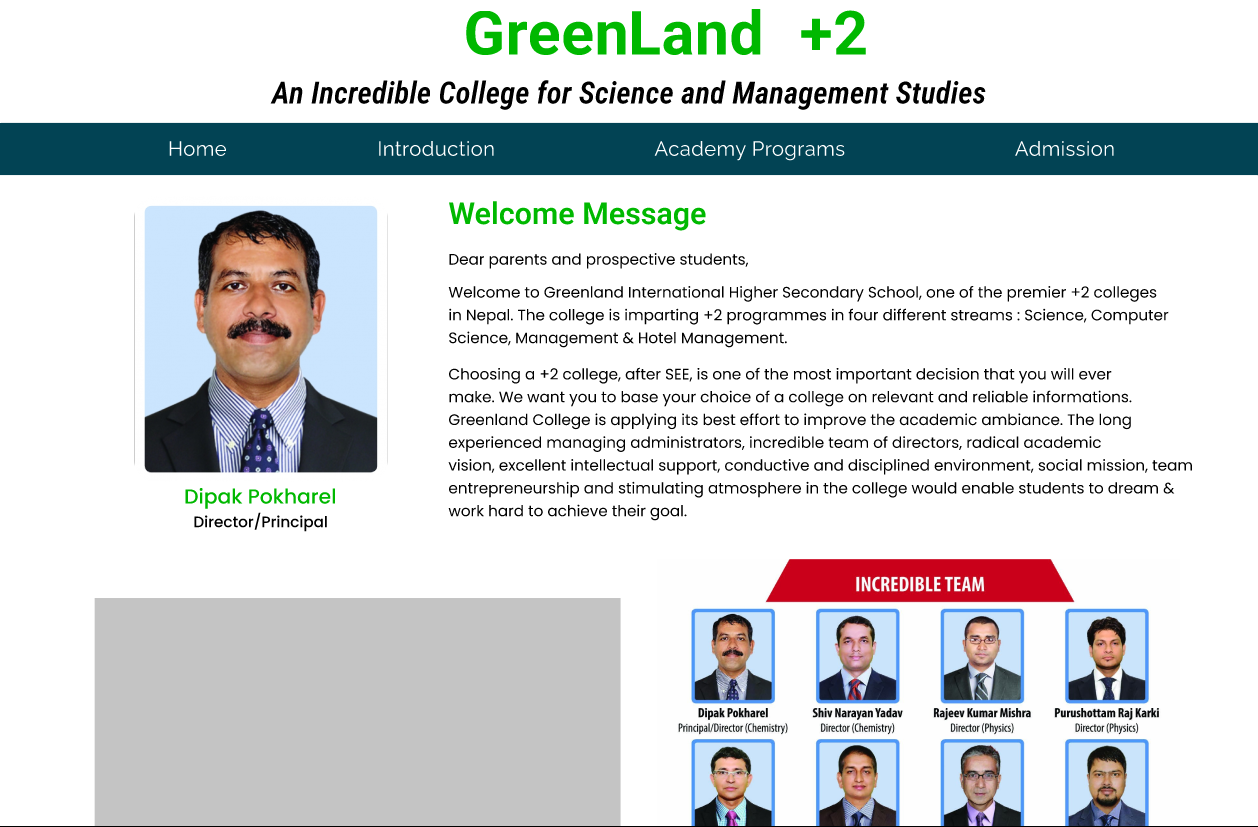 GreenLand +2
An Incredible College for Science and Management Studies
Home Introduction Academy Programs Admission
Welcome Message
Dear parents and prospective students,
Welcome to Greenland International Higher Secondary School, one of the premier +2 colleges
in Nepal. The college is imparting +2 programmes in four different streams : Science, Computer
Science, Management & Hotel Management.
Choosing a +2 college, after SEE, is one of the most important decision that you will ever
make. We want you to base your choice of a college on relevant and reliable informations.
Greenland College is applying its best effort to improve the academic ambiance. The long
experienced managing administrators, incredible team of directors, radical academic
vision, excellent intellectual support, conductive and disciplined environment, social mission, team
entrepreneurship and stimulating atmosphere in the college would enable students to dream &
work hard to achieve their goal.
Dipak Pokharel
Director/Principal
INCREDIBLE TEAM
Dipak Pokharel Shiv Narayan Yadav Rajeev Kumar Mishra Purushottam Raj Karki
Principal/Director (Chemistry) Director (Chemistry) Director (Physics) Director (Physics)